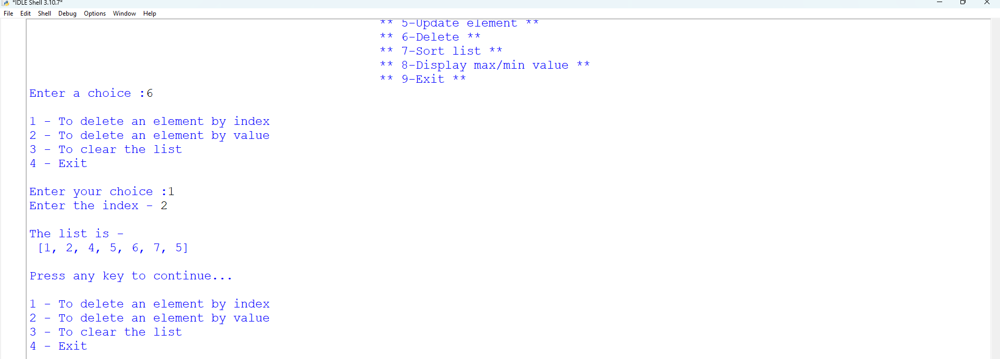 *IDLE Shell 3.10.7*
File Edit Shell Debug Options Window Help
** 5-Update element **
** 6-Delete **
** 7-Sort list **
** 8-Display max/min value **
** 9-Exit **
Enter a choice :6
1 - To delete an element by index
2 - To delete an element by value
3 - To clear the list
4 - Exit
Enter your choice :1
Enter the index - 2
The list is -
[1, 2, 4, 5, 6, 7, 5]
Press any key to continue...
1 - To delete an element by index
2 - To delete an element by value
3 - To clear the list
4 - Exit